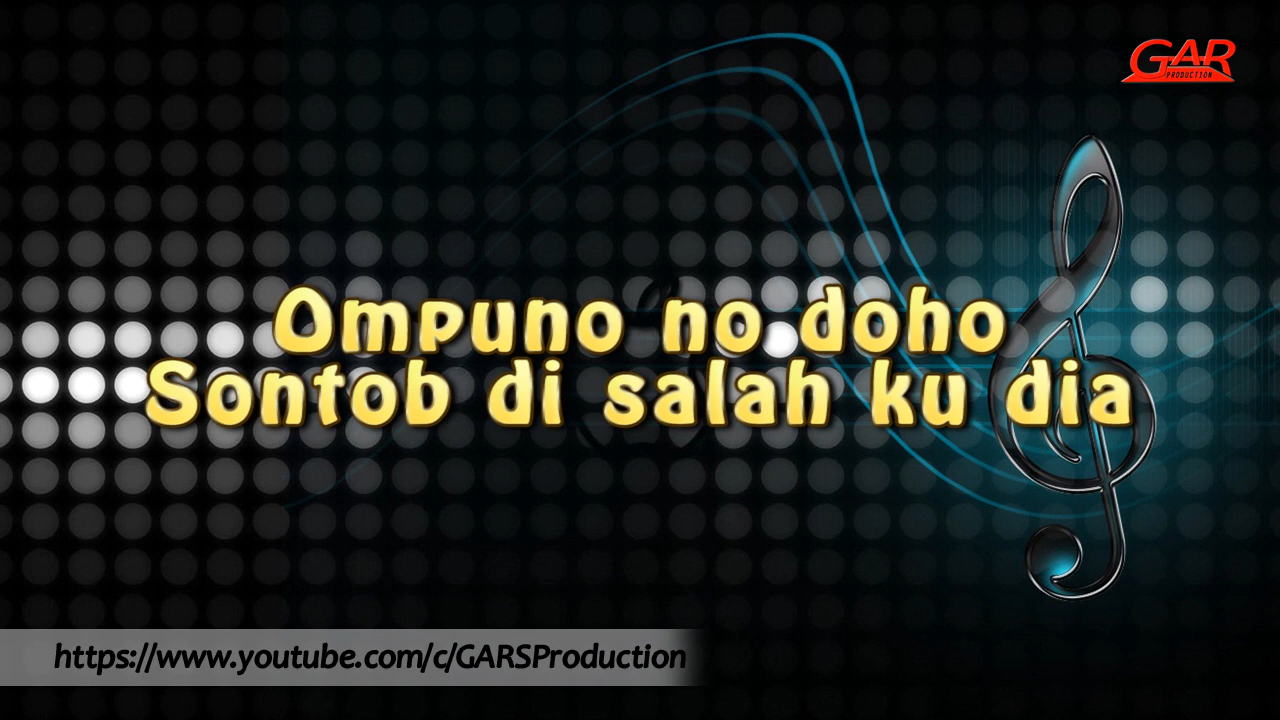 GAR
PRODUCTION
Ompuno no doho
Sontob di salah ku dia
https://www.youtube.com/c/GARSProduction